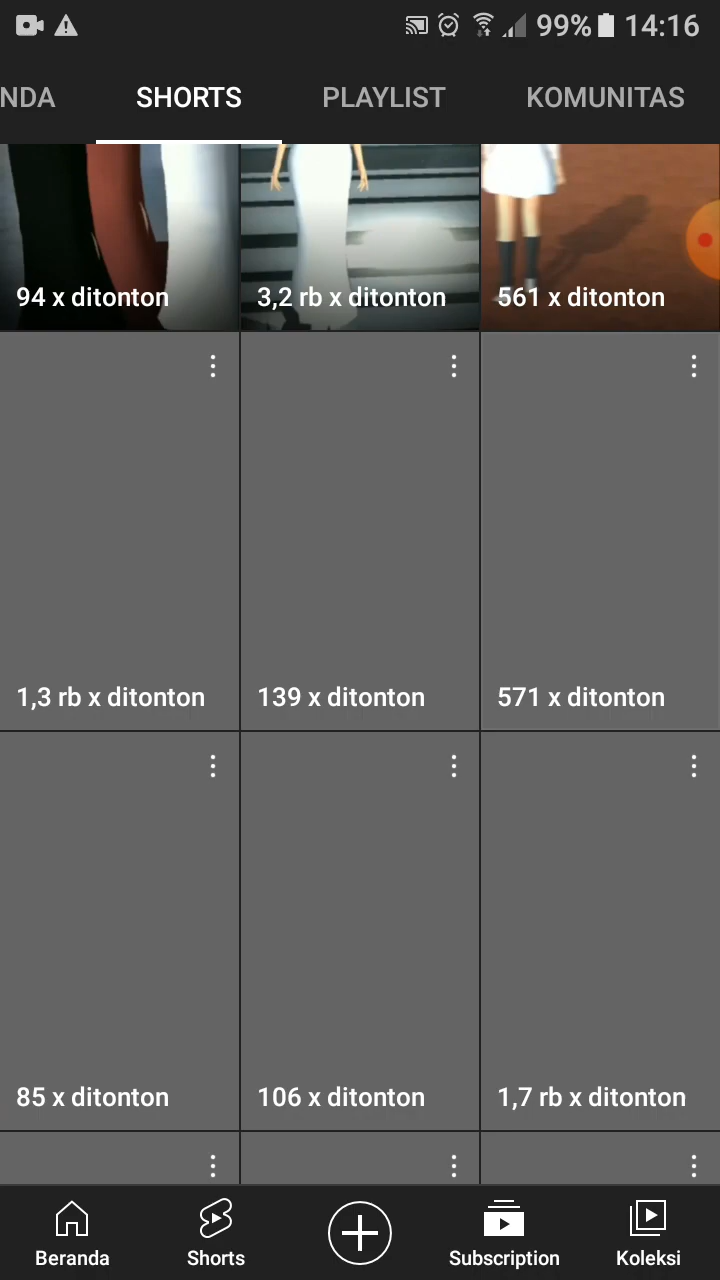 99% 14:16
NDA SHORTS PLAYLIST KOMUNITAS
94 x ditonton 3,2 rb x ditonton 561 x ditonton
1,3 rb x ditonton 139 x ditonton 571 x ditonton
85 x ditonton 106 x ditonton 1,7 rb x ditonton
Beranda Shorts Subscription Koleksi